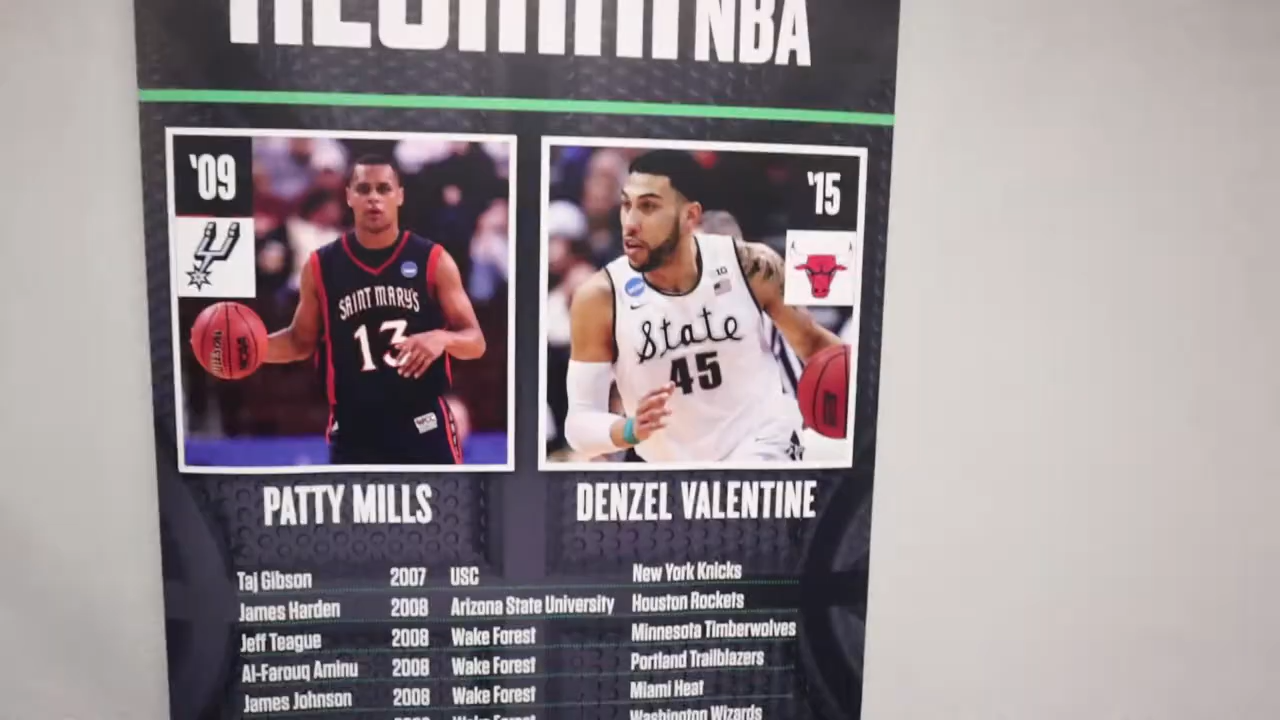 NBA
'09
'15
SAINT MARY'S
13
State
45
PATTY MILLS
DENZEL VALENTINE
Taj Gibson 2007 USC New York Knicks
James Harden 2008 Arizona State University Houston Rockets
Jeff Teague 2008 Wake Forest Minnesota Timberwolves
Al-Farouq Aminu 2008 Wake Forest Portland Trailblazers
James Johnson 2008 Wake Forest Miami Heat
Wake Forest Washington Wizards